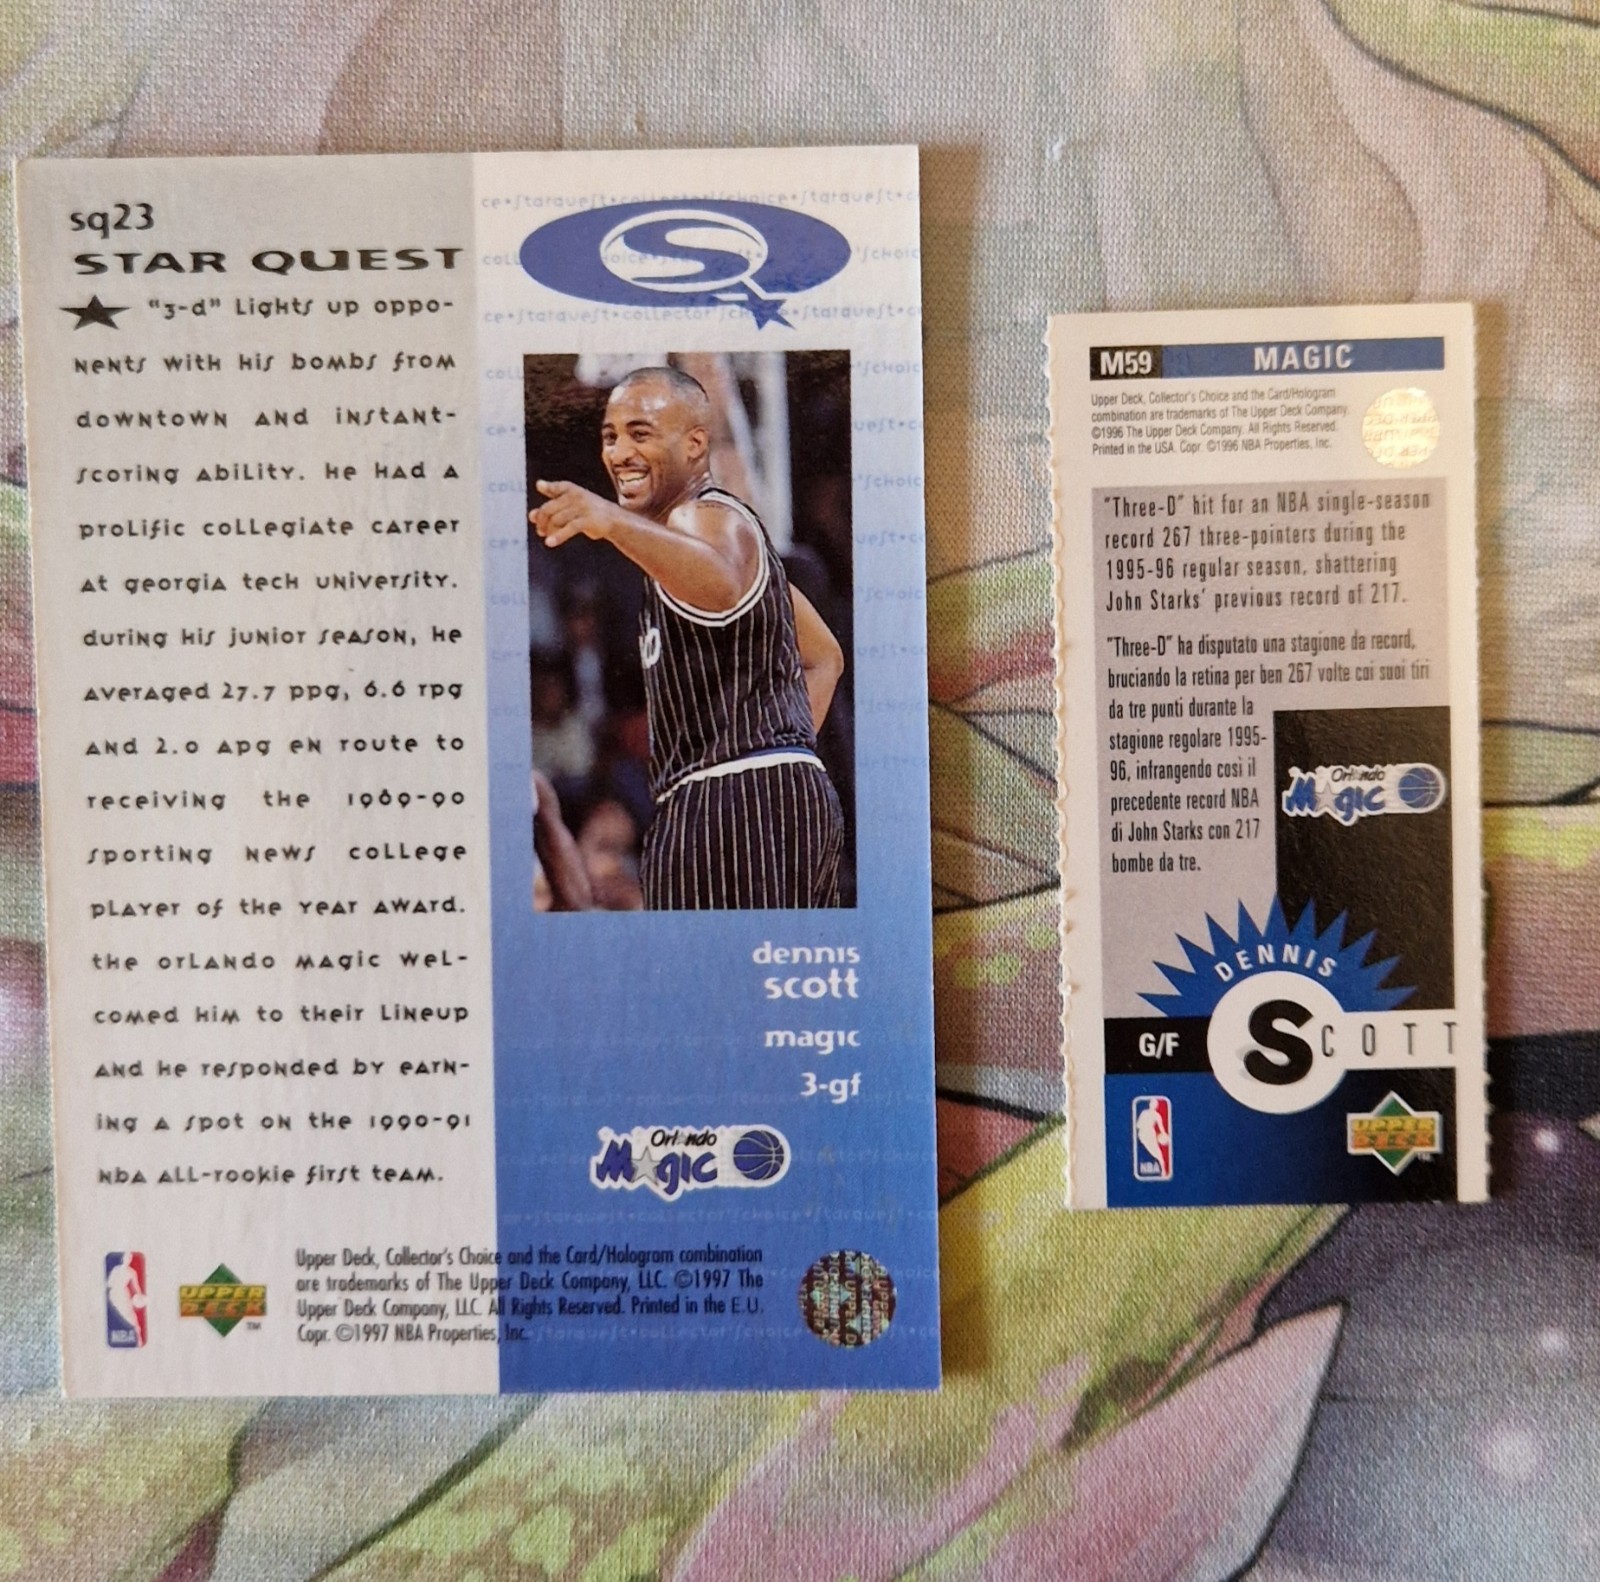 sq23
STAR QUEST
"3-d" Lights up oppo-
nents with his bombs from
downtown and instant-
scoring ability. He had a
prolific collegiate career
at georgia tech university.
during his junior season, he
averaged 27.7 ppg, 6.6 rpg
and 2.0 apg en route to
receiving the 1989-90
sporting news college
player of the year award.
the orlando magic wel-
comed him to their lineup
and he responded by earn-
ing a spot on the 1990-91
nba all-rookie first team.
SQ
dennis
scott
magic
3-gf
Orlando
Magic
NBA
UPPER
DECK
TM
Upper Deck, Collector's Choice and the Card/Hologram combination
are trademarks of The Upper Deck Company, LLC. ©1997 The
Upper Deck Company, LLC. All Rights Reserved. Printed in the E.U.
Copr. ©1997 NBA Properties, Inc.
M59 MAGIC
Upper Deck, Collector's Choice and the Card/Hologram
combination are trademarks of The Upper Deck Company.
©1996 The Upper Deck Company. All Rights Reserved.
Printed in the USA. Copr. ©1996 NBA Properties, Inc.
"Three-D" hit for an NBA single-season
record 267 three-pointers during the
1995-96 regular season, shattering
John Starks' previous record of 217.
"Three-D" ha disputato una stagione da record,
bruciando la retina per ben 267 volte coi suoi tiri
da tre punti durante la
stagione regolare 1995-
96, infrangendo così il
precedente record NBA
di John Starks con 217
bombe da tre.
Orlando
Magic
DENNIS
G/F SCOTT
NBA
UPPER
DECK